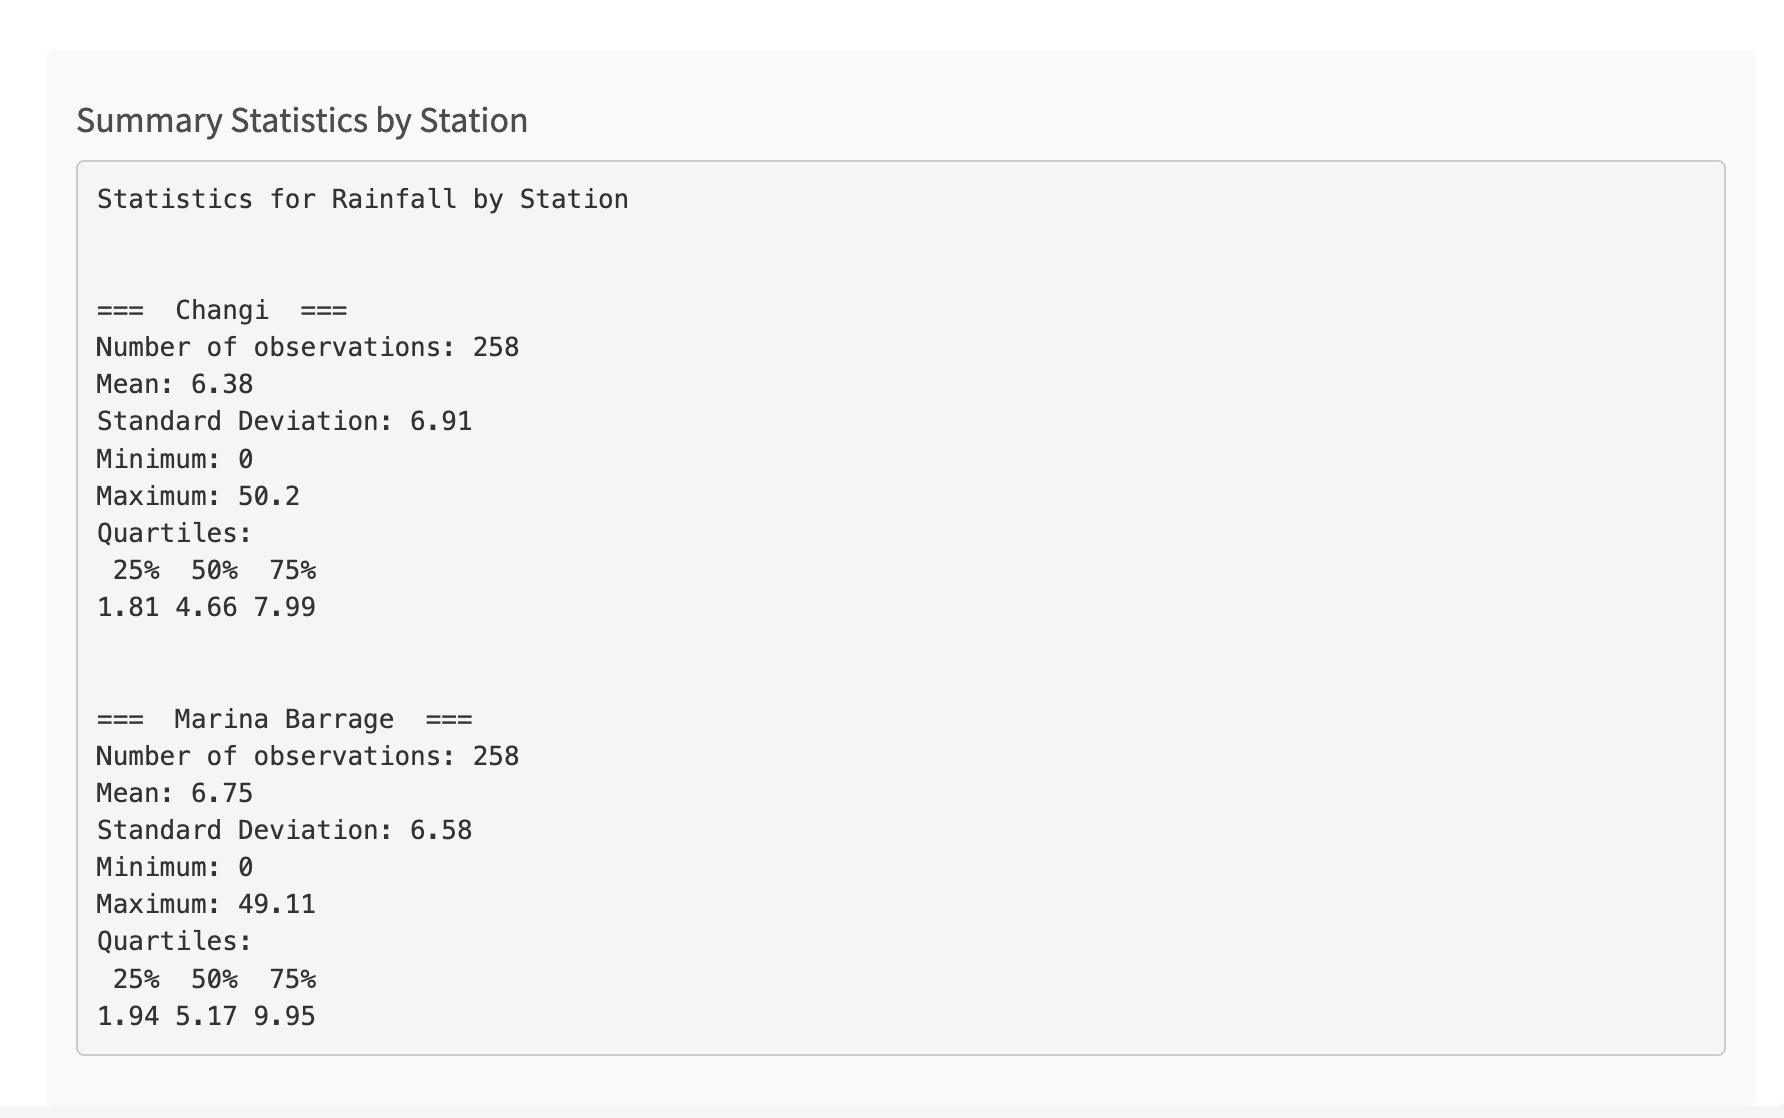 Summary Statistics by Station
Statistics for Rainfall by Station
===  Changi  ===
Number of observations: 258
Mean: 6.38
Standard Deviation: 6.91
Minimum: 0
Maximum: 50.2
Quartiles:
 25%  50%  75%
1.81 4.66 7.99
===  Marina Barrage  ===
Number of observations: 258
Mean: 6.75
Standard Deviation: 6.58
Minimum: 0
Maximum: 49.11
Quartiles:
 25%  50%  75%
1.94 5.17 9.95